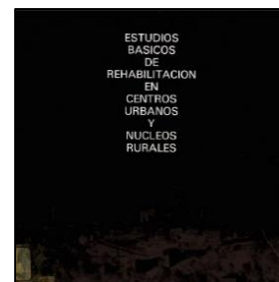 ESTUDIOS
BASICOS
DE
REHABILITACION
EN
CENTROS
URBANOS
Y
NUCLEOS
RURALES